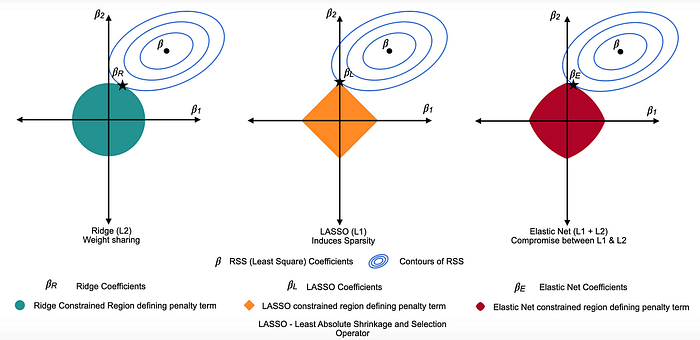 β2
β
βR
β1
Ridge (L2)
Weight sharing
β2
β
βL
β1
LASSO (L1)
Induces Sparsity
β2
β
βE
β1
Elastic Net (L1 + L2)
Compromise between L1 & L2
β RSS (Least Square) Coefficients
Contours of RSS
βR Ridge Coefficients
βL LASSO Coefficients
βE Elastic Net Coefficients
Ridge Constrained Region defining penalty term
LASSO constrained region defining penalty term
Elastic Net constrained region defining penalty term
LASSO - Least Absolute Shrinkage and Selection
Operator